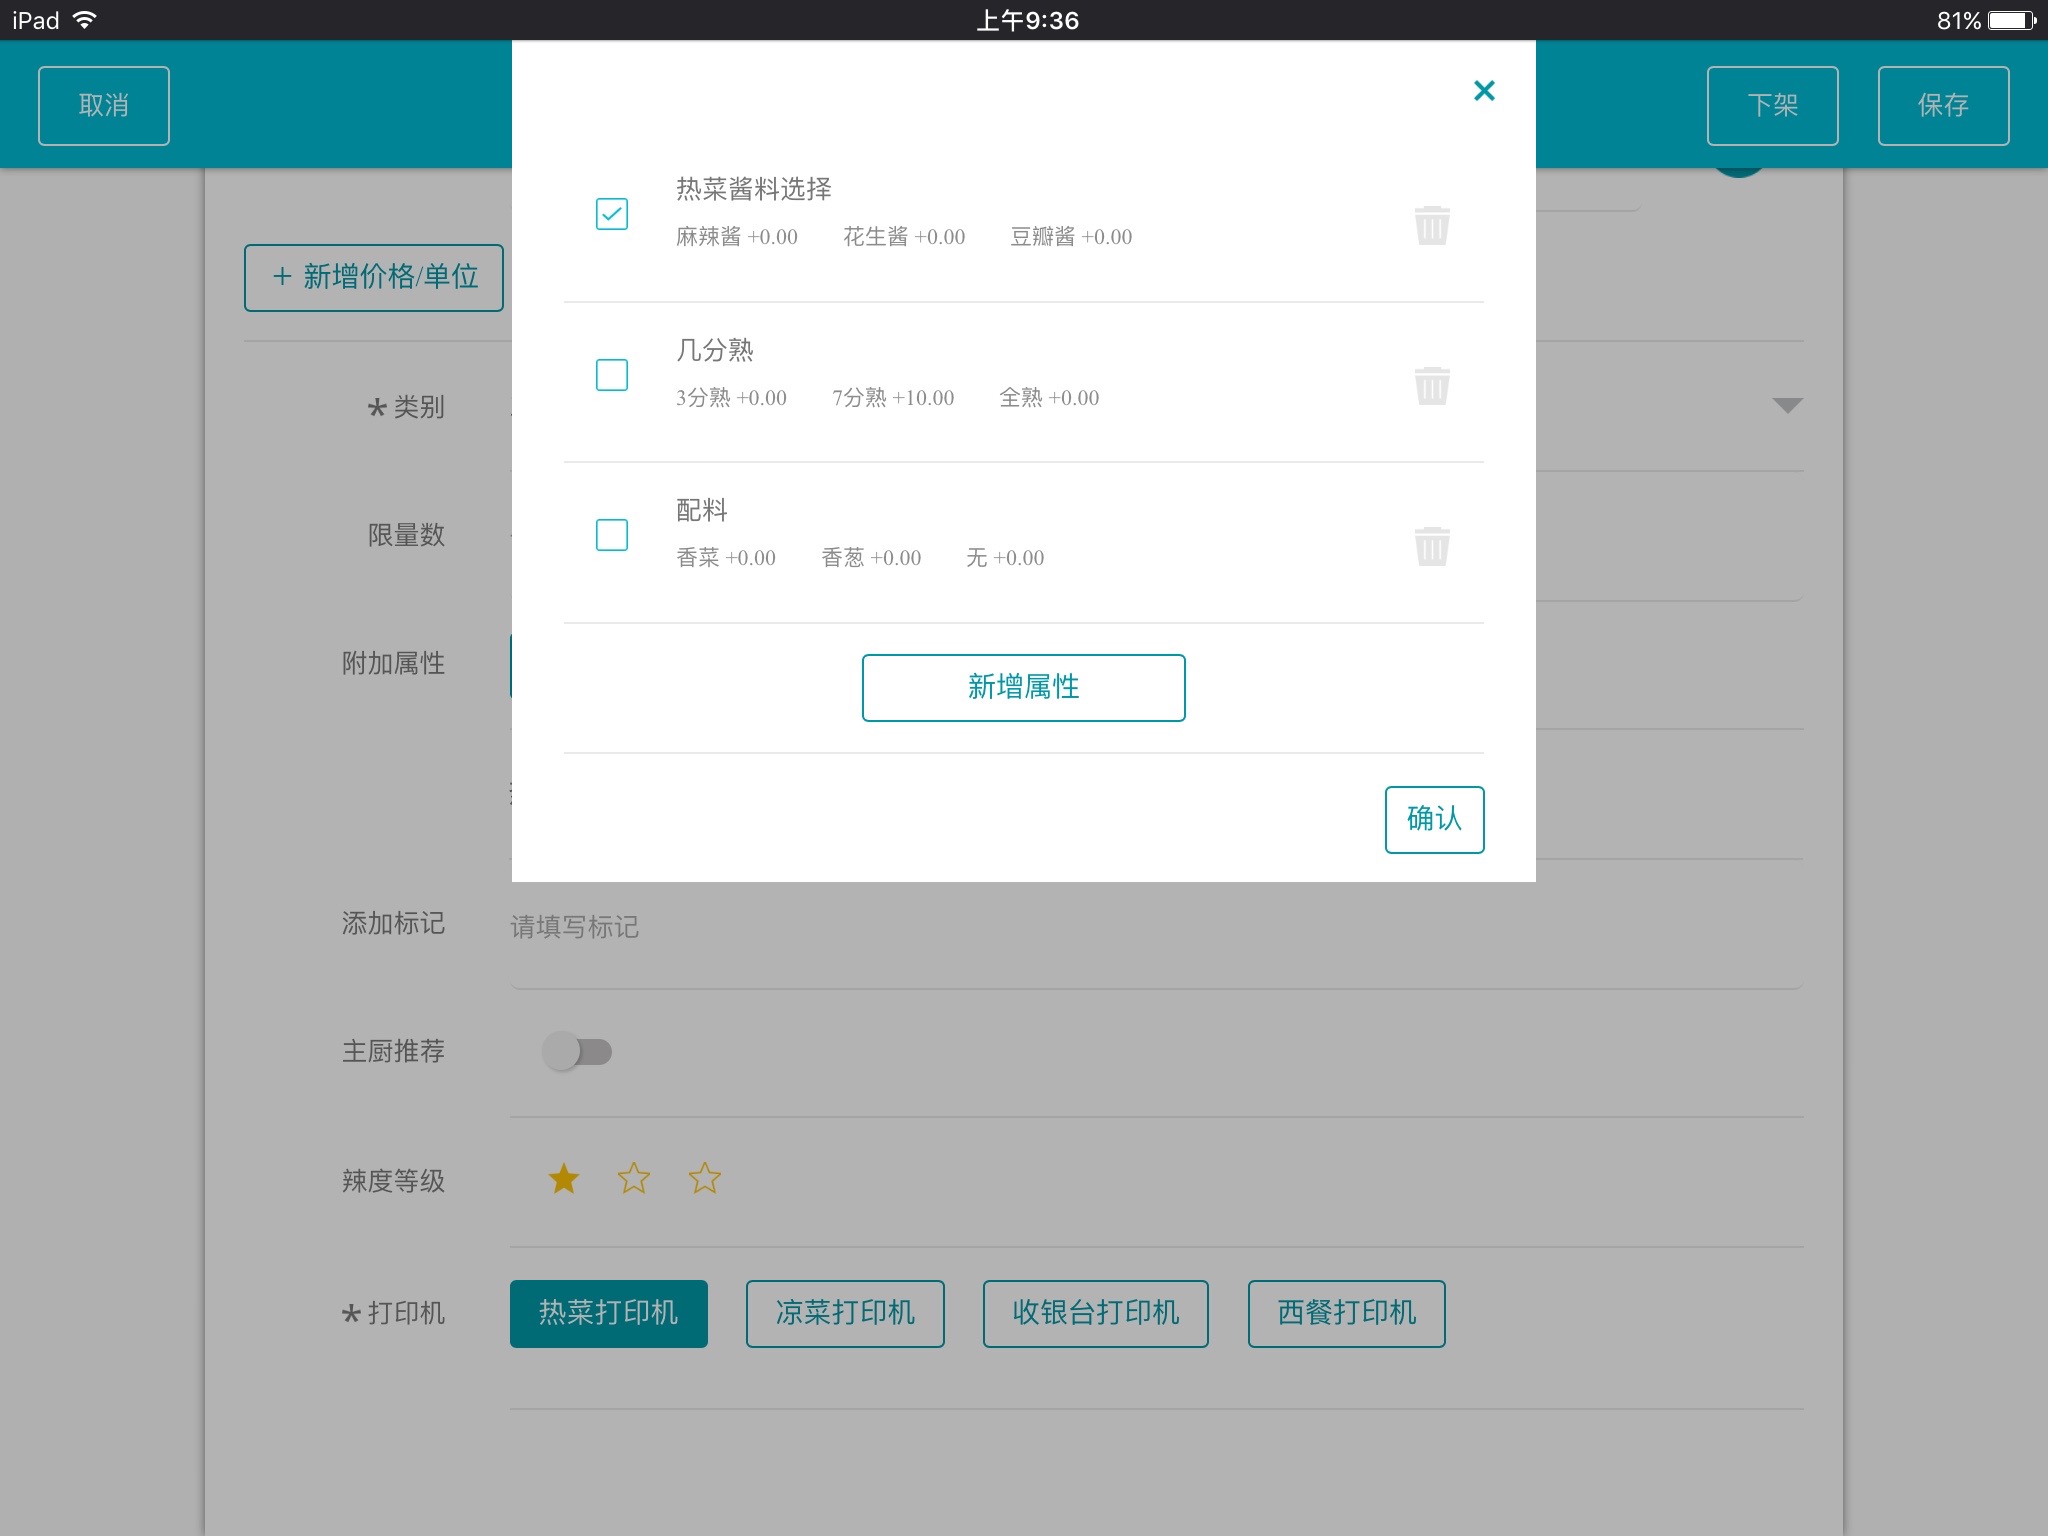 iPad
上午9:36
81%
取消
下架
保存
热菜酱料选择
麻辣酱 +0.00 花生酱 +0.00 豆瓣酱 +0.00
+ 新增价格/单位
几分熟
3分熟 +0.00 7分熟 +10.00 全熟 +0.00
* 类别
配料
香菜 +0.00 香葱 +0.00 无 +0.00
限量数
附加属性
新增属性
确认
添加标记
请填写标记
主厨推荐
辣度等级
* 打印机
热菜打印机
凉菜打印机
收银台打印机
西餐打印机